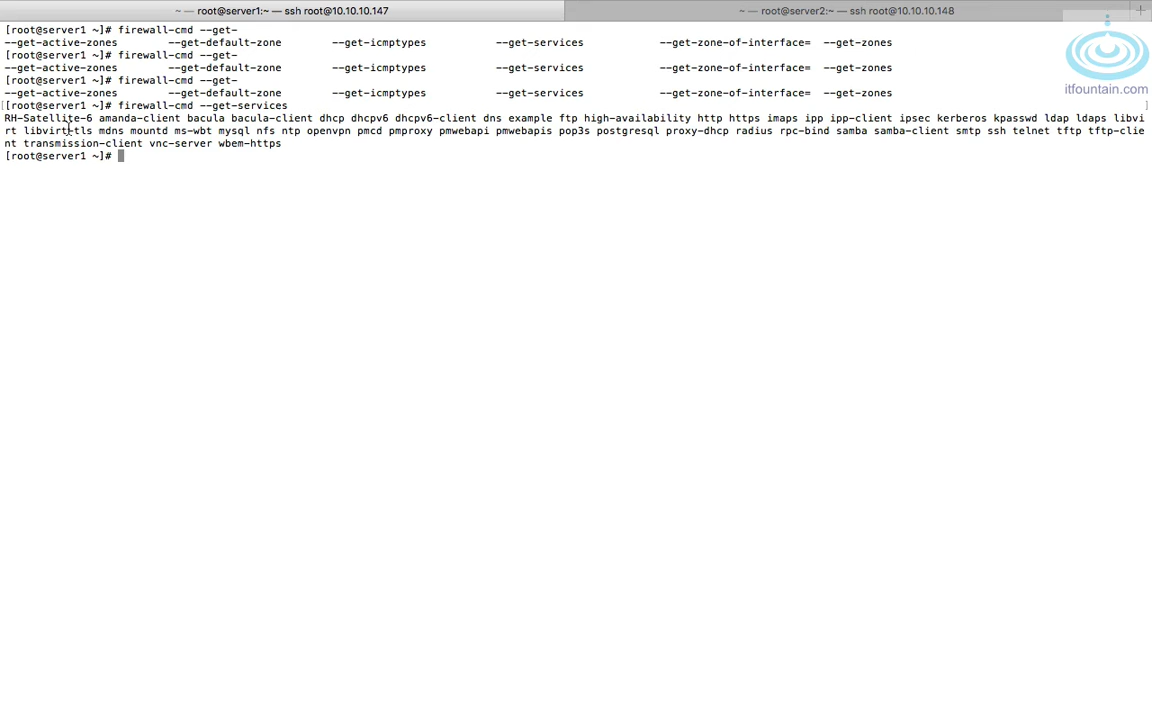 ~ — root@server1:~ — ssh root@10.10.10.147
~ — root@server2:~ — ssh root@10.10.10.148
[root@server1 ~]# firewall-cmd --get-
--get-active-zones --get-default-zone --get-icmptypes --get-services --get-zone-of-interface= --get-zones
[root@server1 ~]# firewall-cmd --get-
--get-active-zones --get-default-zone --get-icmptypes --get-services --get-zone-of-interface= --get-zones
[root@server1 ~]# firewall-cmd --get-
--get-active-zones --get-default-zone --get-icmptypes --get-services --get-zone-of-interface= --get-zones
[root@server1 ~]# firewall-cmd --get-services
RH-Satellite-6 amanda-client bacula bacula-client dhcp dhcpv6 dhcpv6-client dns example ftp high-availability http https imaps ipp ipp-client ipsec kerberos kpasswd ldap ldaps libvi
rt libvirt-tls mdns mountd ms-wbt mysql nfs ntp openvpn pmcd pmproxy pmwebapi pmwebapis pop3s postgresql proxy-dhcp radius rpc-bind samba samba-client smtp ssh telnet tftp tftp-clie
nt transmission-client vnc-server wbem-https
[root@server1 ~]#
itfountain.com